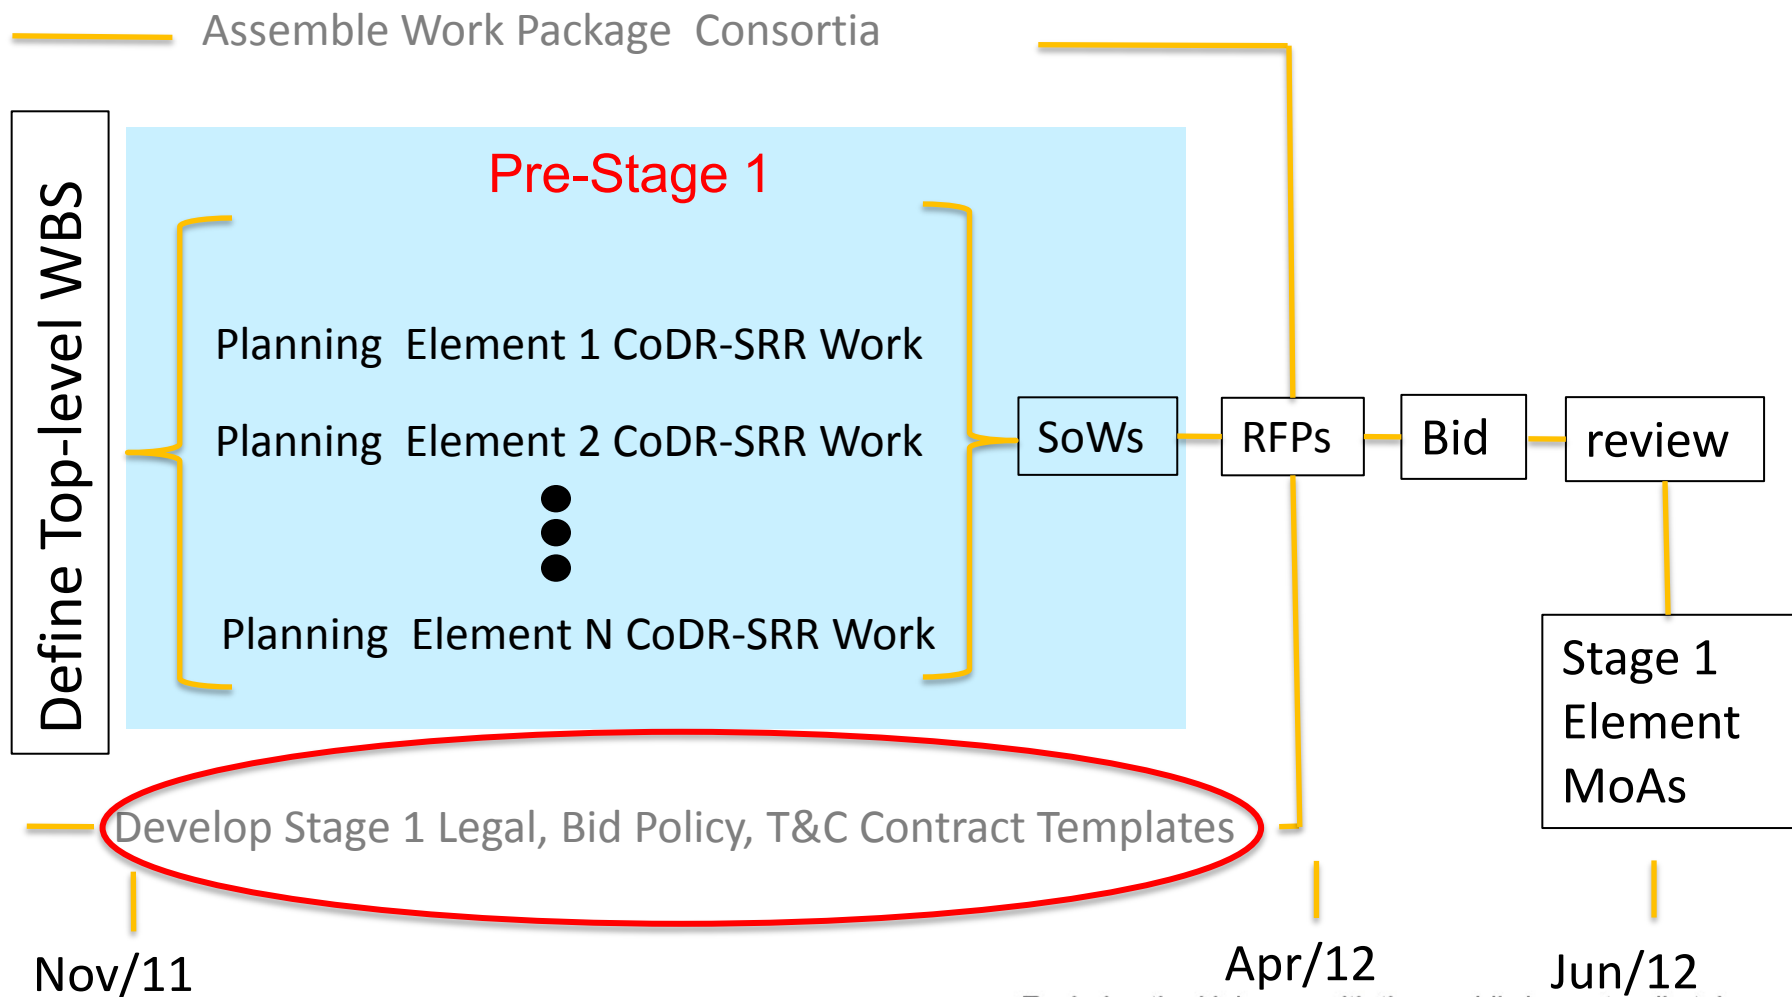 Assemble Work Package Consortia
Define Top-level WBS
Pre-Stage 1
Planning Element 1 CoDR-SRR Work
Planning Element 2 CoDR-SRR Work
Planning Element N CoDR-SRR Work
SoWs
RFPs
Bid
review
Stage 1
Element
MoAs
Develop Stage 1 Legal, Bid Policy, T&C Contract Templates
Nov/11
Apr/12
Jun/12